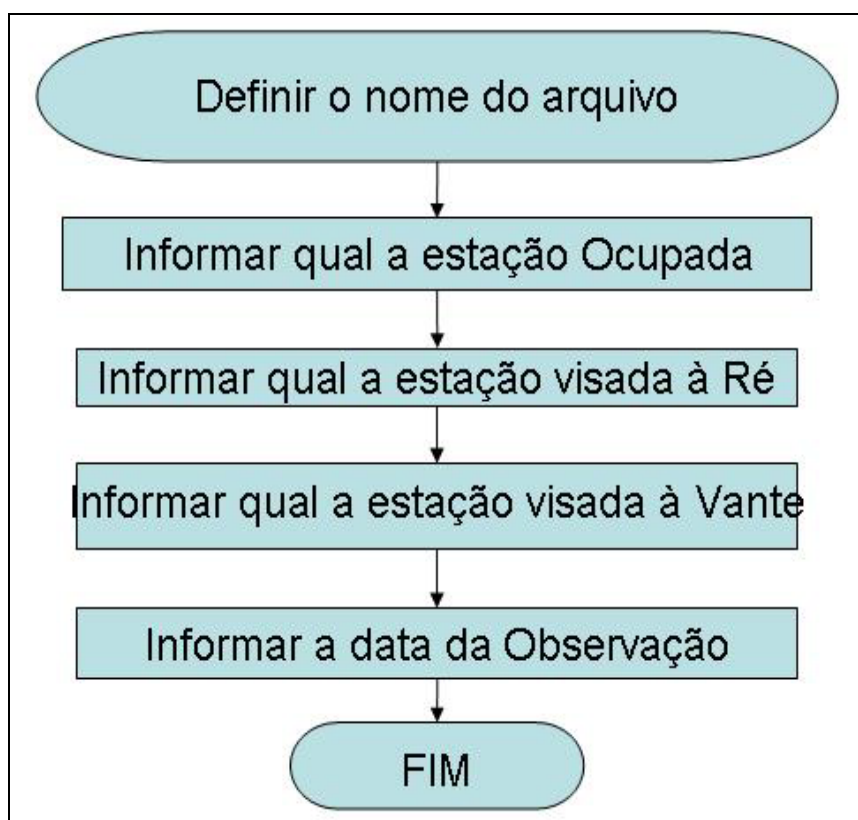 Definir o nome do arquivo
Informar qual a estação Ocupada
Informar qual a estação visada à Ré
Informar qual a estação visada à Vante
Informar a data da Observação
FIM